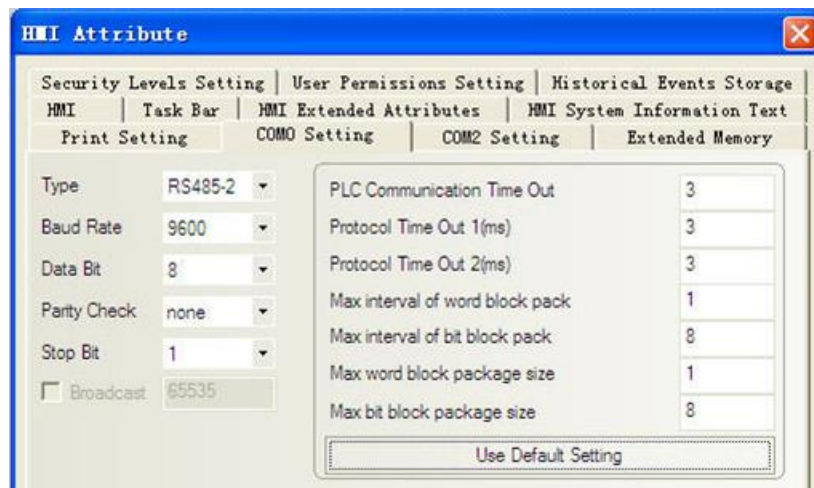 HMI Attribute
Security Levels Setting User Permissions Setting Historical Events Storage
HMI Task Bar HMI Extended Attributes HMI System Information Text
Print Setting COM0 Setting COM2 Setting Extended Memory
Type RS485-2 PLC Communication Time Out 3
Baud Rate 9600 Protocol Time Out 1(ms) 3
Data Bit 8 Protocol Time Out 2(ms) 3
Parity Check none Max interval of word block pack 1
Stop Bit 1 Max interval of bit block pack 8
Broadcast 65535 Max word block package size 1
Max bit block package size 8
Use Default Setting